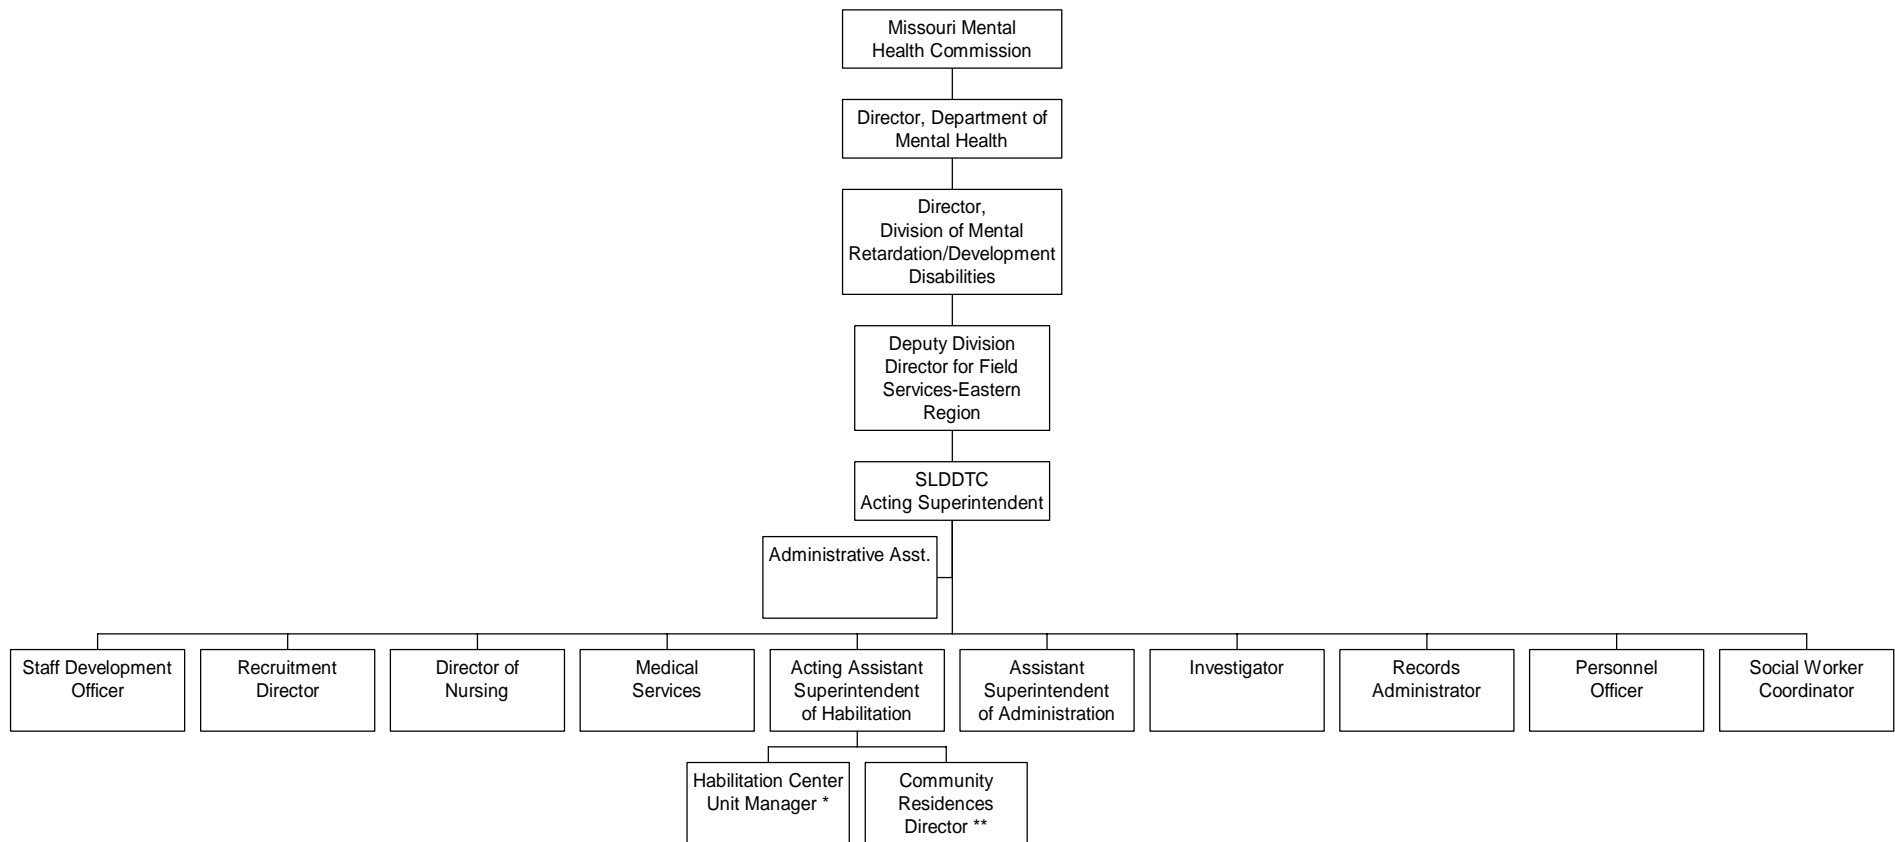 Missouri Mental
Health Commission
Director, Department of
Mental Health
Director,
Division of Mental
Retardation/Development
Disabilities
Deputy Division
Director for Field
Services-Eastern
Region
SLDDTC
Acting Superintendent
Administrative Asst.
Staff Development
Officer
Recruitment
Director
Director of
Nursing
Medical
Services
Acting Assistant
Superintendent
of Habilitation
Assistant
Superintendent
of Administration
Investigator
Records
Administrator
Personnel
Officer
Social Worker
Coordinator
Habilitation Center
Unit Manager *
Community
Residences
Director **